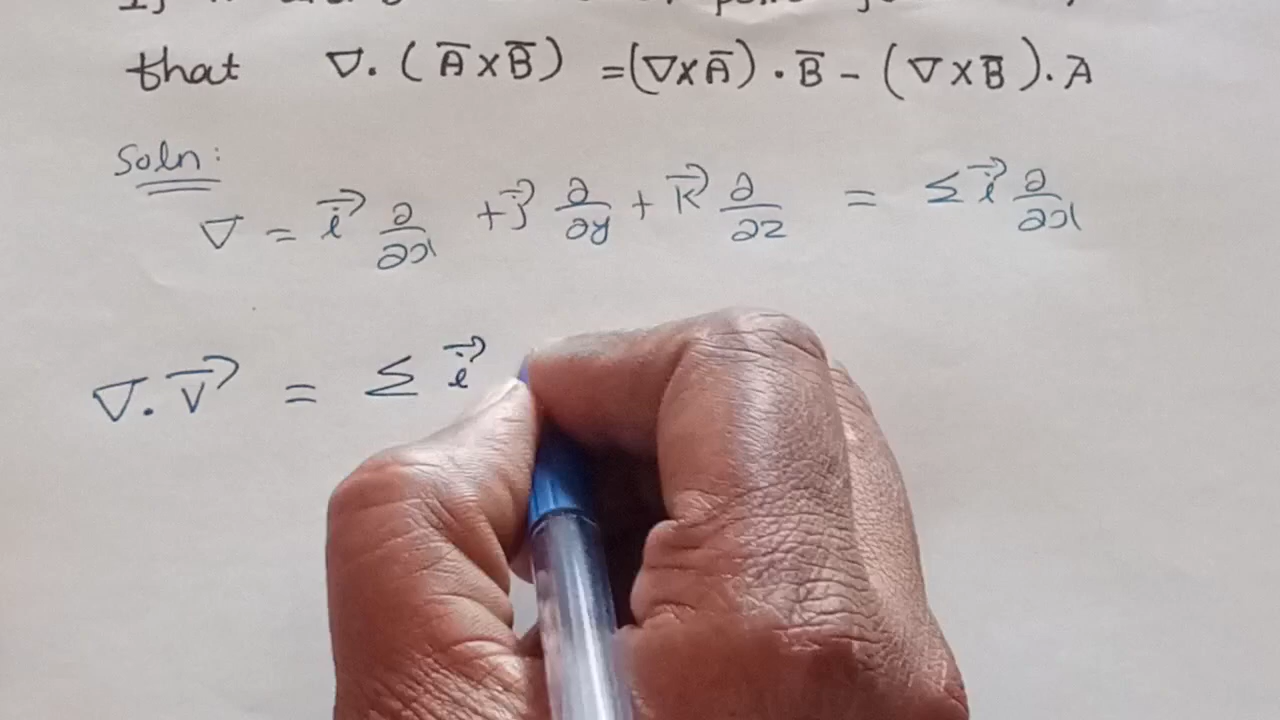 that ∇. ( A̅ × B̅ ) = (∇×A̅) . B̅ - (∇ × B̅ ) . A
Soln:
∇ = i⃗ ∂/∂x + j⃗ ∂/∂y + k⃗ ∂/∂z = Σ i⃗ ∂/∂x
∇. V⃗ = Σ i⃗